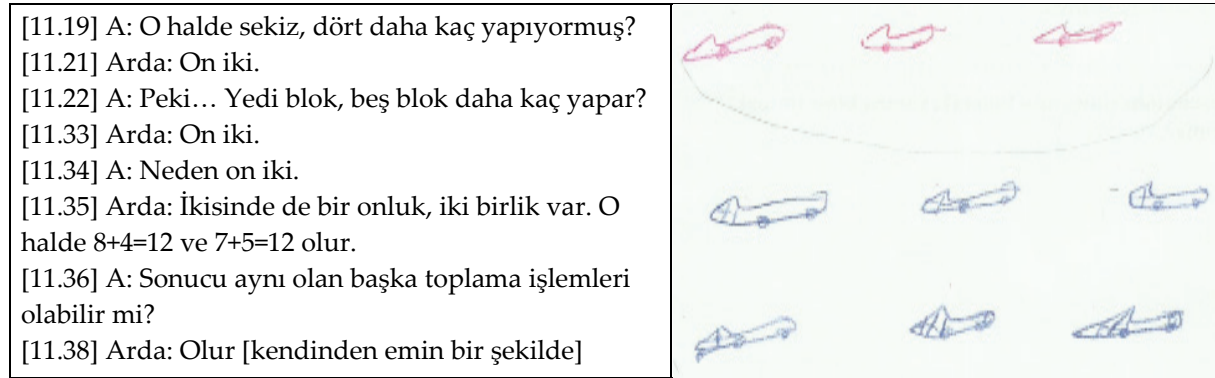 [11.19] A: O halde sekiz, dört daha kaç yapıyormuş?
[11.21] Arda: On iki.
[11.22] A: Peki… Yedi blok, beş blok daha kaç yapar?
[11.33] Arda: On iki.
[11.34] A: Neden on iki.
[11.35] Arda: İkisinde de bir onluk, iki birlik var. O
halde 8+4=12 ve 7+5=12 olur.
[11.36] A: Sonucu aynı olan başka toplama işlemleri
olabilir mi?
[11.38] Arda: Olur [kendinden emin bir şekilde]